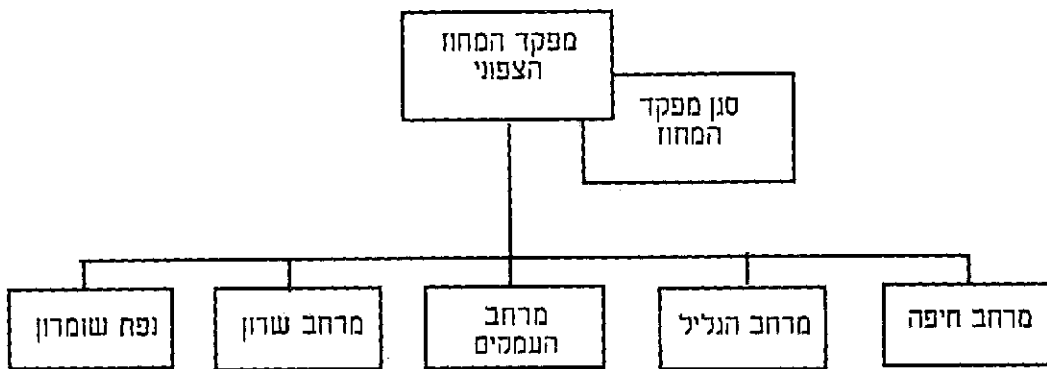 מפקד המחוז
הצפוני
סגן מפקד
המחוז
מרחב חיפה
מרחב הגליל
מרחב
העמקים
מרחב שרון
נפת שומרון